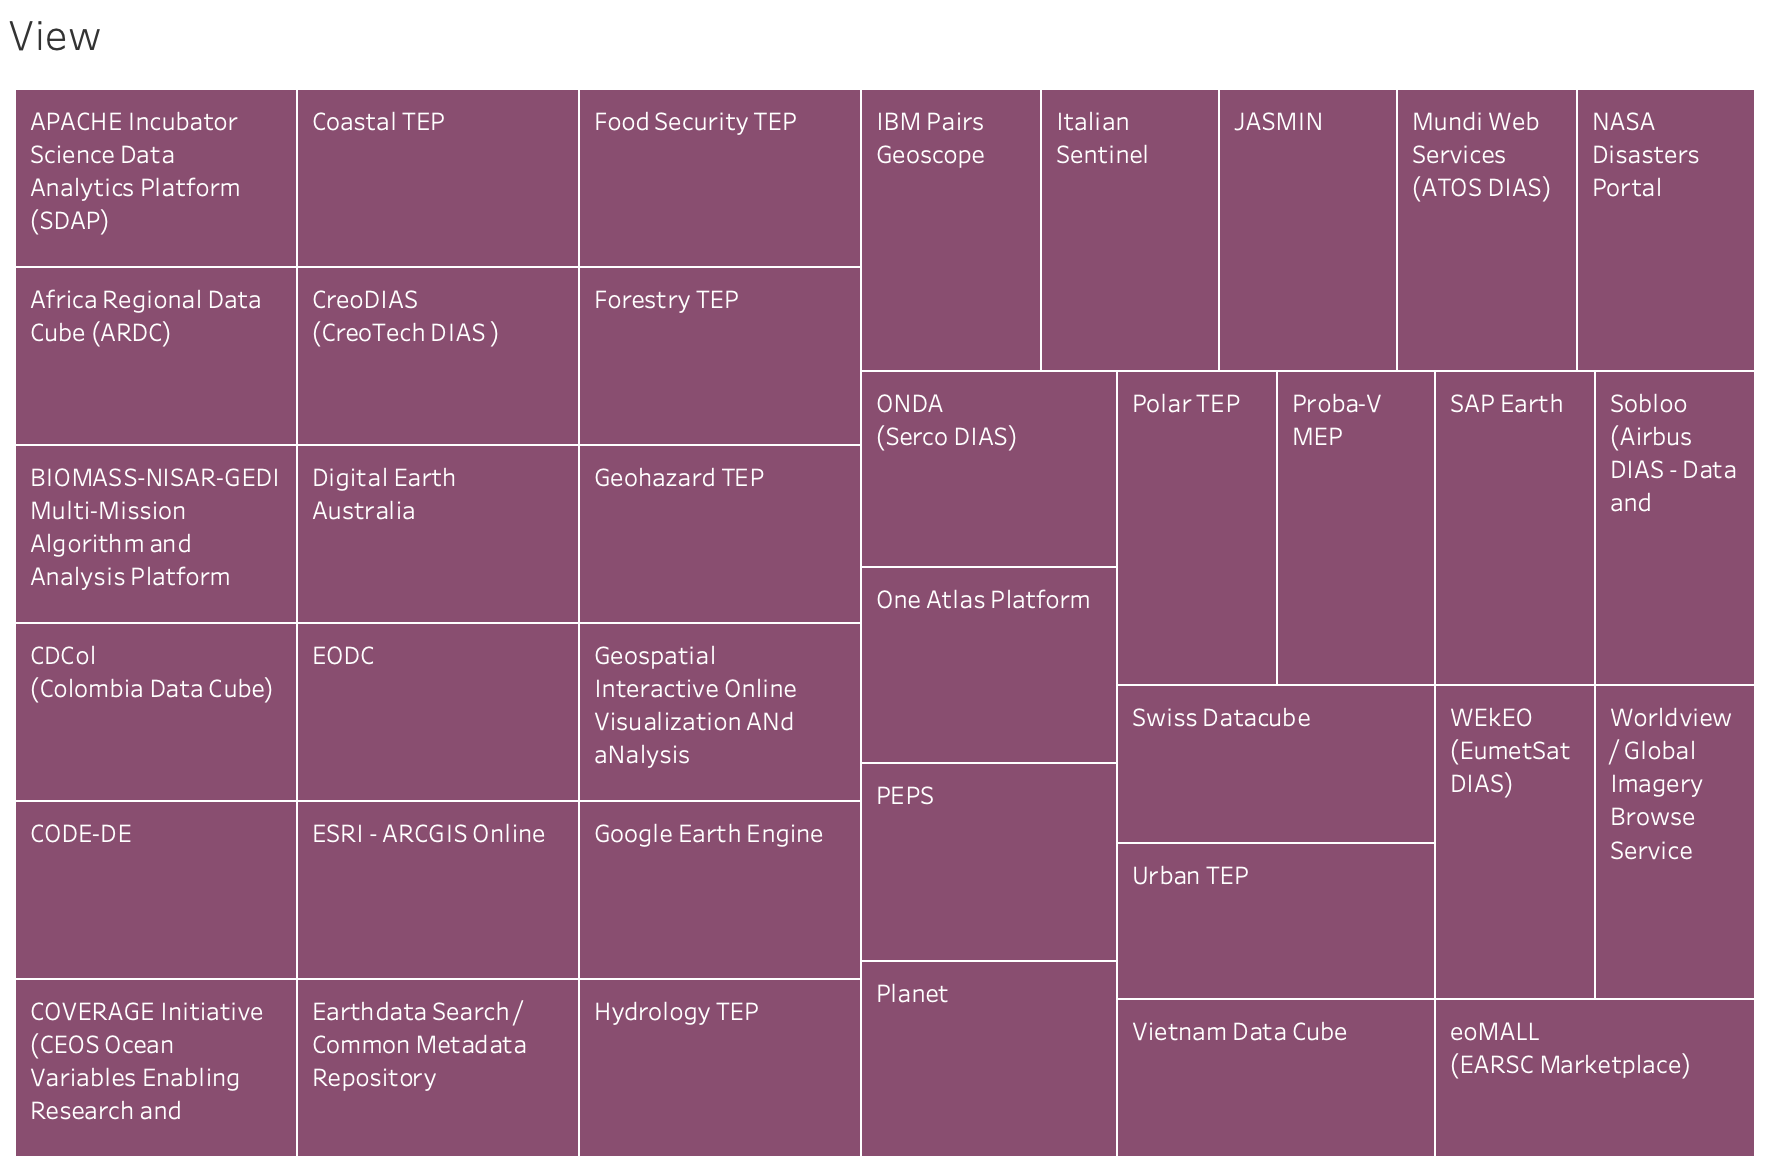 View
APACHE Incubator
Science Data
Analytics Platform
(SDAP)
Africa Regional Data
Cube (ARDC)
BIOMASS-NISAR-GEDI
Multi-Mission
Algorithm and
Analysis Platform
CDCol
(Colombia Data Cube)
CODE-DE
COVERAGE Initiative
(CEOS Ocean
Variables Enabling
Research and
Coastal TEP
CreoDIAS
(CreoTech DIAS )
Digital Earth
Australia
EODC
ESRI - ARCGIS Online
Earthdata Search /
Common Metadata
Repository
Food Security TEP
Forestry TEP
Geohazard TEP
Geospatial
Interactive Online
Visualization ANd
aNalysis
Google Earth Engine
Hydrology TEP
IBM Pairs
Geoscope
Italian
Sentinel
JASMIN
Mundi Web
Services
(ATOS DIAS)
NASA
Disasters
Portal
ONDA
(Serco DIAS)
One Atlas Platform
PEPS
Planet
Polar TEP
Proba-V
MEP
SAP Earth
Sobloo
(Airbus
DIAS - Data
and
Swiss Datacube
Urban TEP
Vietnam Data Cube
WEkEO
(EumetSat
DIAS)
Worldview
/ Global
Imagery
Browse
Service
eoMALL
(EARSC Marketplace)